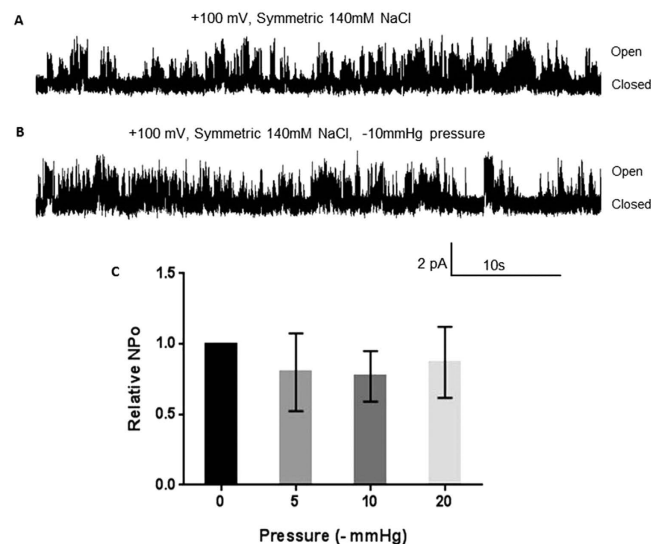 A
+100 mV, Symmetric 140mM NaCl
Open
Closed
B
+100 mV, Symmetric 140mM NaCl, -10mmHg pressure
Open
Closed
2 pA
10s
C
1.5
1.0
0.5
0.0
Relative NPo
0 5 10 20
Pressure (- mmHg)